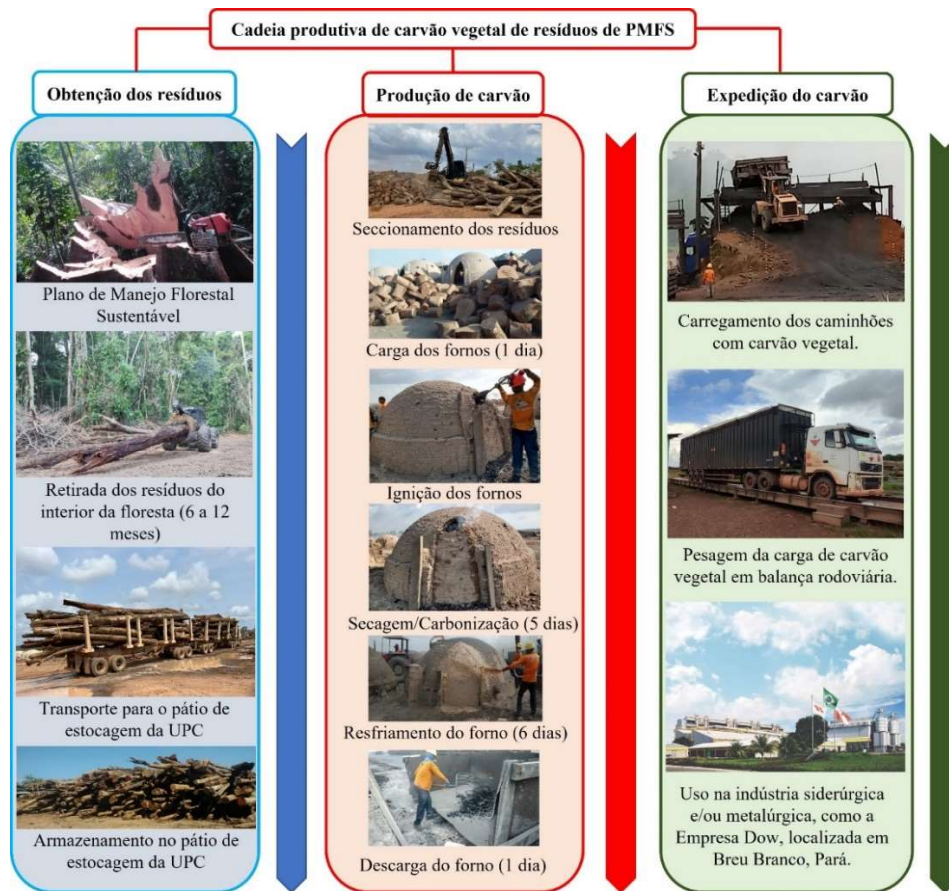 Cadeia produtiva de carvão vegetal de resíduos de PMFS
Obtenção dos resíduos
Plano de Manejo Florestal
Sustentável
Retirada dos resíduos do
interior da floresta (6 a 12
meses)
Transporte para o pátio de
estocagem da UPC
Armazenamento no pátio de
estocagem da UPC
Produção de carvão
Seccionamento dos resíduos
Carga dos fornos (1 dia)
Ignição dos fornos
Secagem/Carbonização (5 dias)
Resfriamento do forno (6 dias)
Descarga do forno (1 dia)
Expedição do carvão
Carregamento dos caminhões
com carvão vegetal.
Pesagem da carga de carvão
vegetal em balança rodoviária.
Uso na indústria siderúrgica
e/ou metalúrgica, como a
Empresa Dow, localizada em
Breu Branco, Pará.